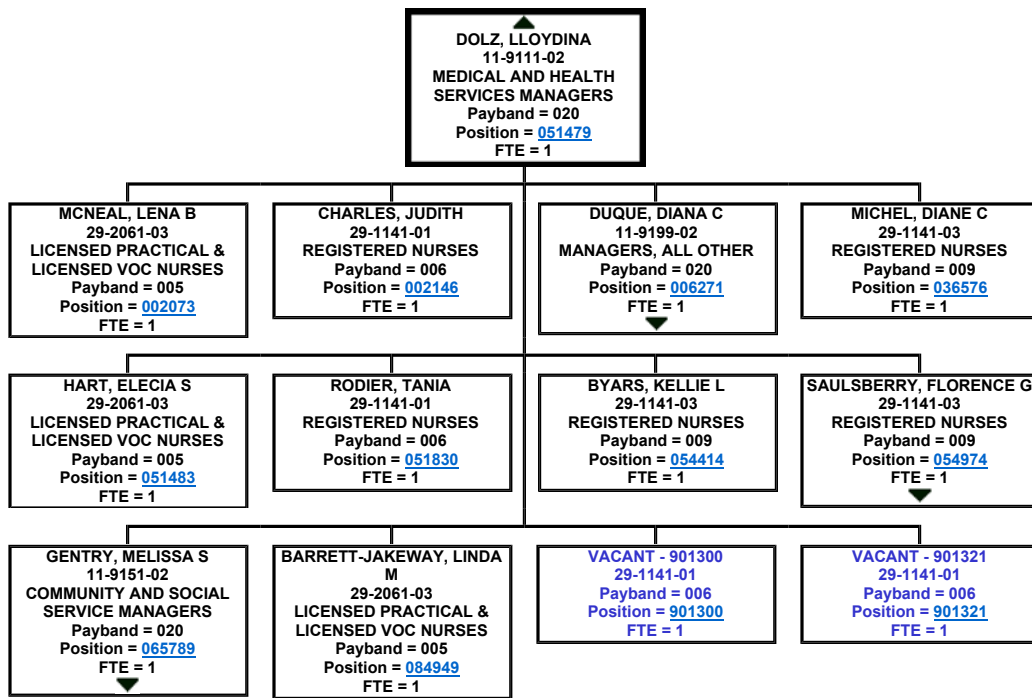 DOLZ, LLOYDINA
11-9111-02
MEDICAL AND HEALTH
SERVICES MANAGERS
Payband = 020
Position = 051479
FTE = 1
MCNEAL, LENA B
29-2061-03
LICENSED PRACTICAL &
LICENSED VOC NURSES
Payband = 005
Position = 002073
FTE = 1
CHARLES, JUDITH
29-1141-01
REGISTERED NURSES
Payband = 006
Position = 002146
FTE = 1
DUQUE, DIANA C
11-9199-02
MANAGERS, ALL OTHER
Payband = 020
Position = 006271
FTE = 1
MICHEL, DIANE C
29-1141-03
REGISTERED NURSES
Payband = 009
Position = 036576
FTE = 1
HART, ELECIA S
29-2061-03
LICENSED PRACTICAL &
LICENSED VOC NURSES
Payband = 005
Position = 051483
FTE = 1
RODIER, TANIA
29-1141-01
REGISTERED NURSES
Payband = 006
Position = 051830
FTE = 1
BYARS, KELLIE L
29-1141-03
REGISTERED NURSES
Payband = 009
Position = 054414
FTE = 1
SAULSBERRY, FLORENCE G
29-1141-03
REGISTERED NURSES
Payband = 009
Position = 054974
FTE = 1
GENTRY, MELISSA S
11-9151-02
COMMUNITY AND SOCIAL
SERVICE MANAGERS
Payband = 020
Position = 065789
FTE = 1
BARRETT-JAKEWAY, LINDA
M
29-2061-03
LICENSED PRACTICAL &
LICENSED VOC NURSES
Payband = 005
Position = 084949
FTE = 1
VACANT - 901300
29-1141-01
Payband = 006
Position = 901300
FTE = 1
VACANT - 901321
29-1141-01
Payband = 006
Position = 901321
FTE = 1